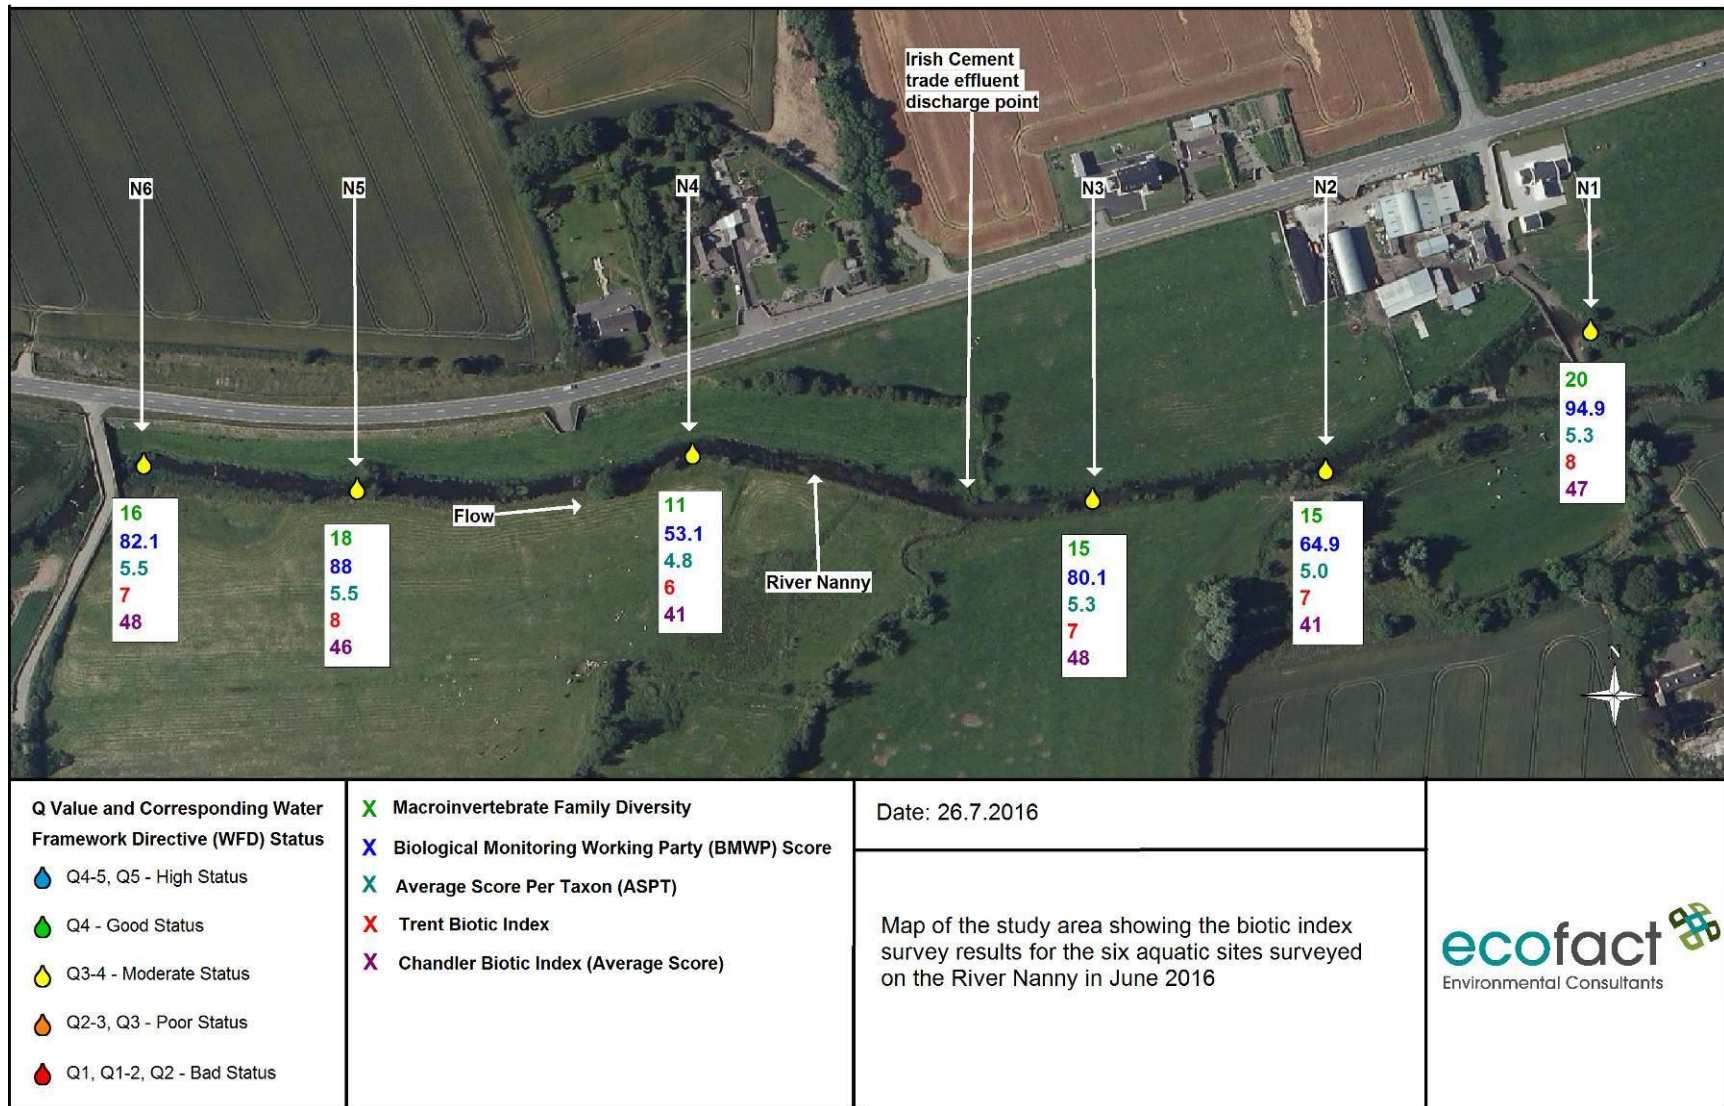 Irish Cement
trade effluent
discharge point
N6
N5
N4
N3
N2
N1
Flow
River Nanny
16
82.1
5.5
7
48
18
88
5.5
8
46
11
53.1
4.8
6
41
15
80.1
5.3
7
48
15
64.9
5.0
7
41
20
94.9
5.3
8
47
N
Q Value and Corresponding Water
Framework Directive (WFD) Status
Q4-5, Q5 - High Status
Q4 - Good Status
Q3-4 - Moderate Status
Q2-3, Q3 - Poor Status
Q1, Q1-2, Q2 - Bad Status
X Macroinvertebrate Family Diversity
X Biological Monitoring Working Party (BMWP) Score
X Average Score Per Taxon (ASPT)
X Trent Biotic Index
X Chandler Biotic Index (Average Score)
Date: 26.7.2016
Map of the study area showing the biotic index
survey results for the six aquatic sites surveyed
on the River Nanny in June 2016
ecofact
Environmental Consultants